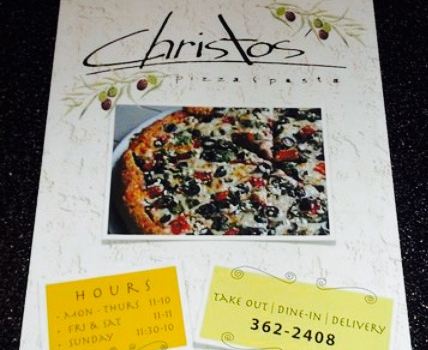 Christos
pizza & pasta
HOURS
• MON - THURS 11-10
• FRI & SAT 11-11
• SUNDAY 11:30-10
TAKE OUT | DINE-IN | DELIVERY
362-2408